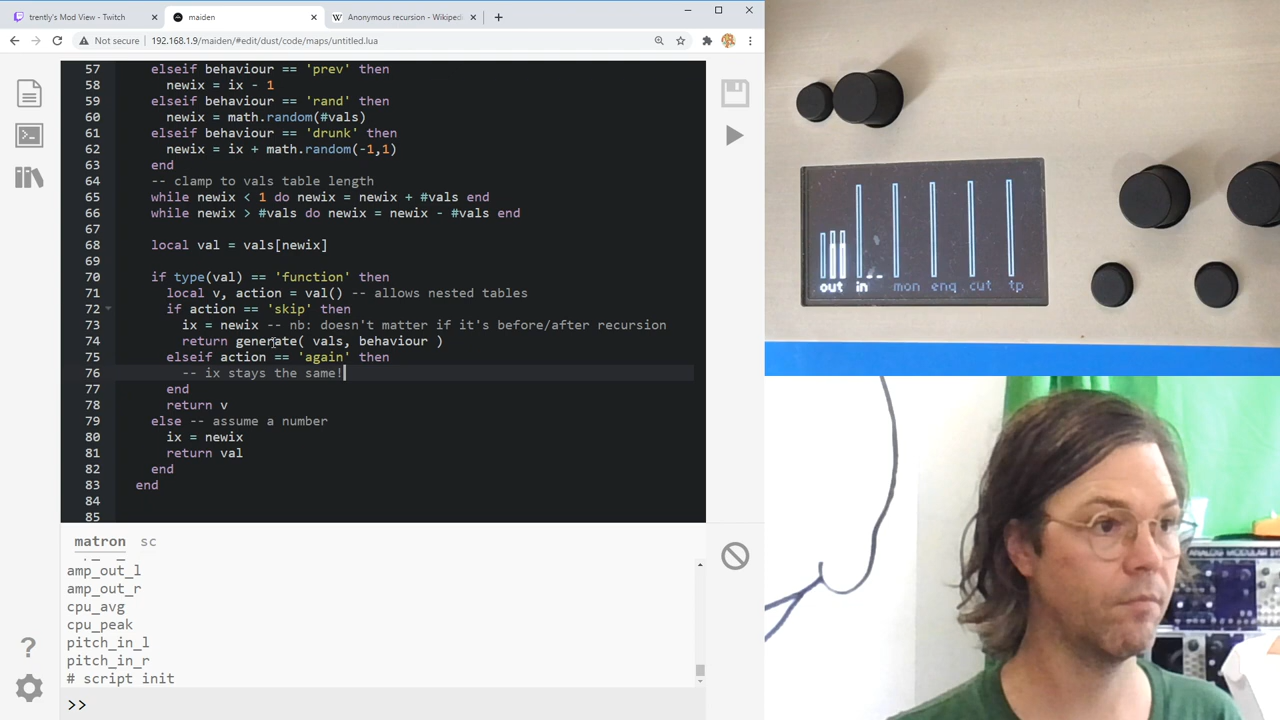 trently's Mod View - Twitch
maiden
Anonymous recursion - Wikiped
Not secure
192.168.1.9/maiden/#edit/dust/code/maps/untitled.lua
57 elseif behaviour == 'prev' then
58 newix = ix - 1
59 elseif behaviour == 'rand' then
60 newix = math.random(#vals)
61 elseif behaviour == 'drunk' then
62 newix = ix + math.random(-1,1)
63 end
64 -- clamp to vals table length
65 while newix < 1 do newix = newix + #vals end
66 while newix > #vals do newix = newix - #vals end
67
68 local val = vals[newix]
69
70 if type(val) == 'function' then
71 local v, action = val() -- allows nested tables
72 if action == 'skip' then
73 ix = newix -- nb: doesn't matter if it's before/after recursion
74 return generate( vals, behaviour )
75 elseif action == 'again' then
76 -- ix stays the same!
77 end
78 return v
79 else -- assume a number
80 ix = newix
81 return val
82 end
83 end
84
85
matron sc
amp_out_l
amp_out_r
cpu_avg
cpu_peak
pitch_in_l
pitch_in_r
# script init
>>
out in mon eng cut tp